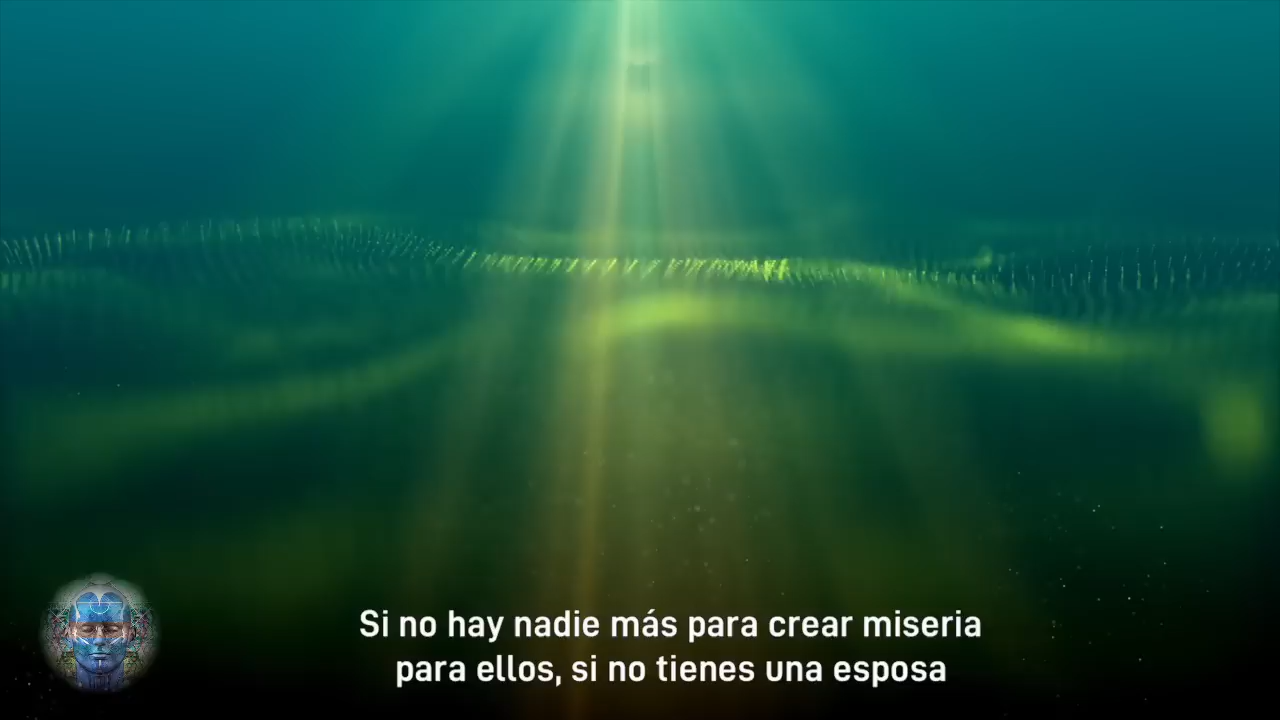 Si no hay nadie más para crear miseria
para ellos, si no tienes una esposa